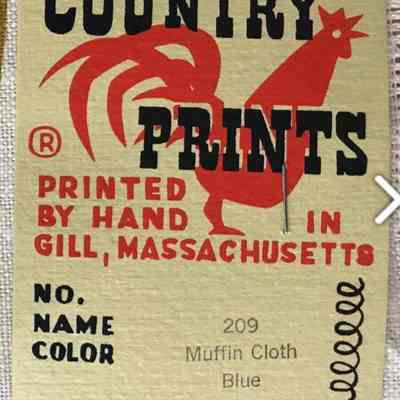 COUNTRY
PRINTS
®
PRINTED
BY HAND IN
GILL, MASSACHUSETTS
NO. 209
NAME Muffin Cloth
COLOR Blue